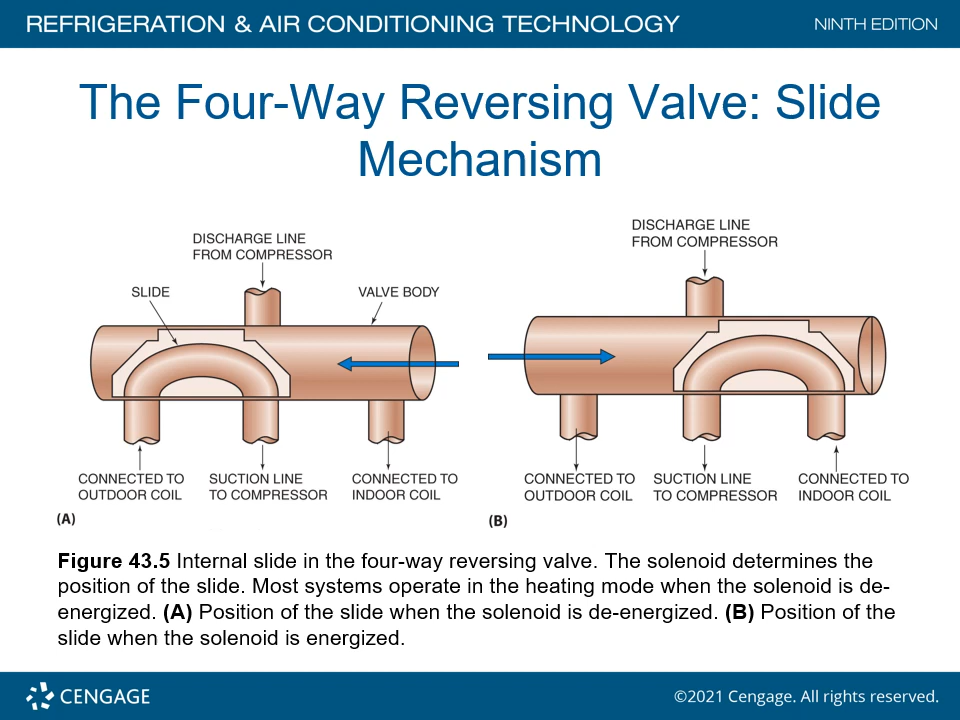 REFRIGERATION & AIR CONDITIONING TECHNOLOGY
NINTH EDITION
The Four-Way Reversing Valve: Slide
Mechanism
DISCHARGE LINE
FROM COMPRESSOR
SLIDE
VALVE BODY
CONNECTED TO
OUTDOOR COIL
SUCTION LINE
TO COMPRESSOR
CONNECTED TO
INDOOR COIL
(A)
DISCHARGE LINE
FROM COMPRESSOR
CONNECTED TO
OUTDOOR COIL
SUCTION LINE
TO COMPRESSOR
CONNECTED TO
INDOOR COIL
(B)
Figure 43.5 Internal slide in the four-way reversing valve. The solenoid determines the
position of the slide. Most systems operate in the heating mode when the solenoid is de-
energized. (A) Position of the slide when the solenoid is de-energized. (B) Position of the
slide when the solenoid is energized.
CENGAGE
©2021 Cengage. All rights reserved.